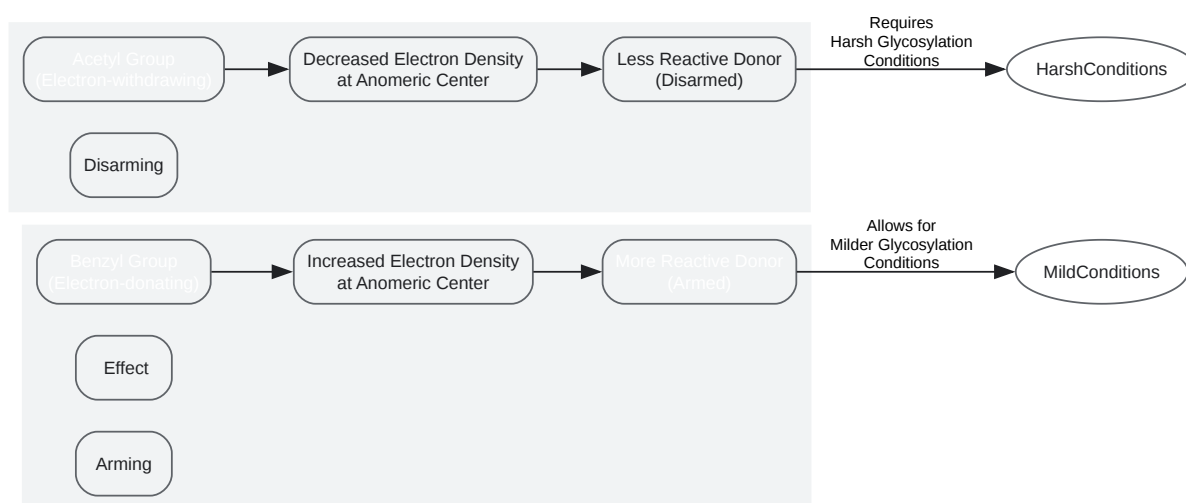 Acetyl Group
(Electron-withdrawing)
Decreased Electron Density
at Anomeric Center
Less Reactive Donor
(Disarmed)
Requires
Harsh Glycosylation
Conditions
HarshConditions
Disarming
Benzyl Group
(Electron-donating)
Increased Electron Density
at Anomeric Center
More Reactive Donor
(Armed)
Allows for
Milder Glycosylation
Conditions
MildConditions
Effect
Arming